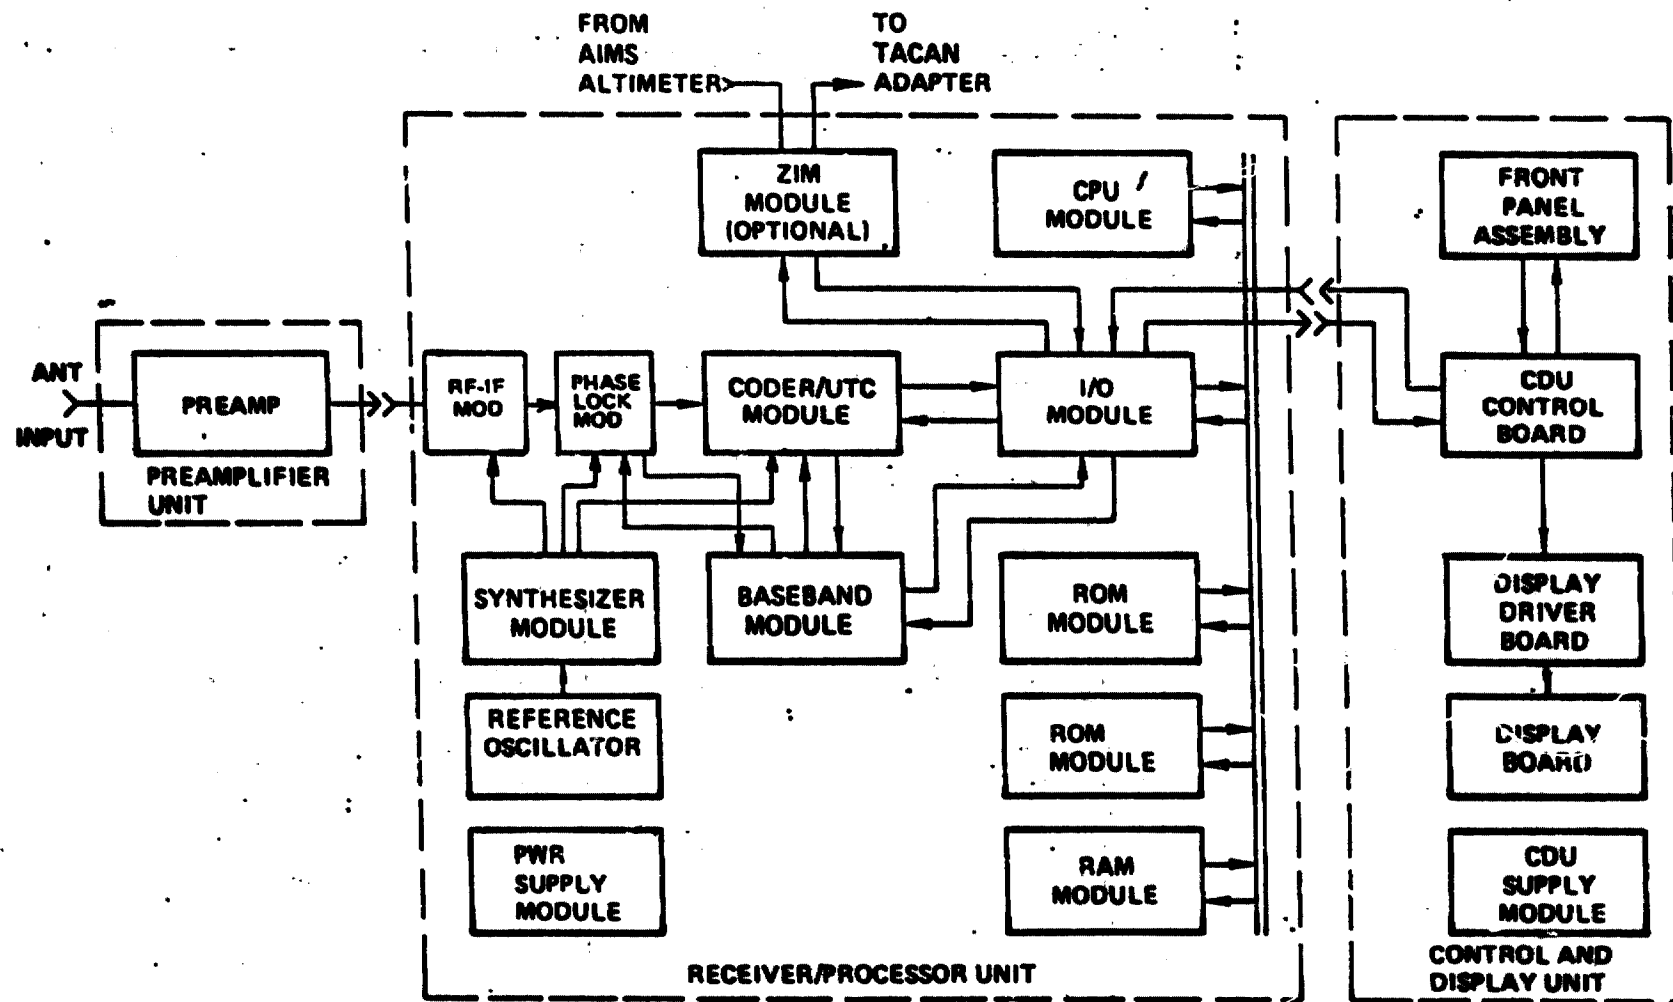 FROM
AIMS
ALTIMETER
TO
TACAN
ADAPTER
ZIM
MODULE
(OPTIONAL)
CPU
MODULE
FRONT
PANEL
ASSEMBLY
ANT
INPUT
PREAMP
PREAMPLIFIER
UNIT
RF-IF
MOD
PHASE
LOCK
MOD
CODER/UTC
MODULE
I/O
MODULE
CDU
CONTROL
BOARD
SYNTHESIZER
MODULE
BASEBAND
MODULE
ROM
MODULE
DISPLAY
DRIVER
BOARD
REFERENCE
OSCILLATOR
ROM
MODULE
DISPLAY
BOARD
PWR
SUPPLY
MODULE
RAM
MODULE
CDU
SUPPLY
MODULE
RECEIVER/PROCESSOR UNIT
CONTROL AND
DISPLAY UNIT